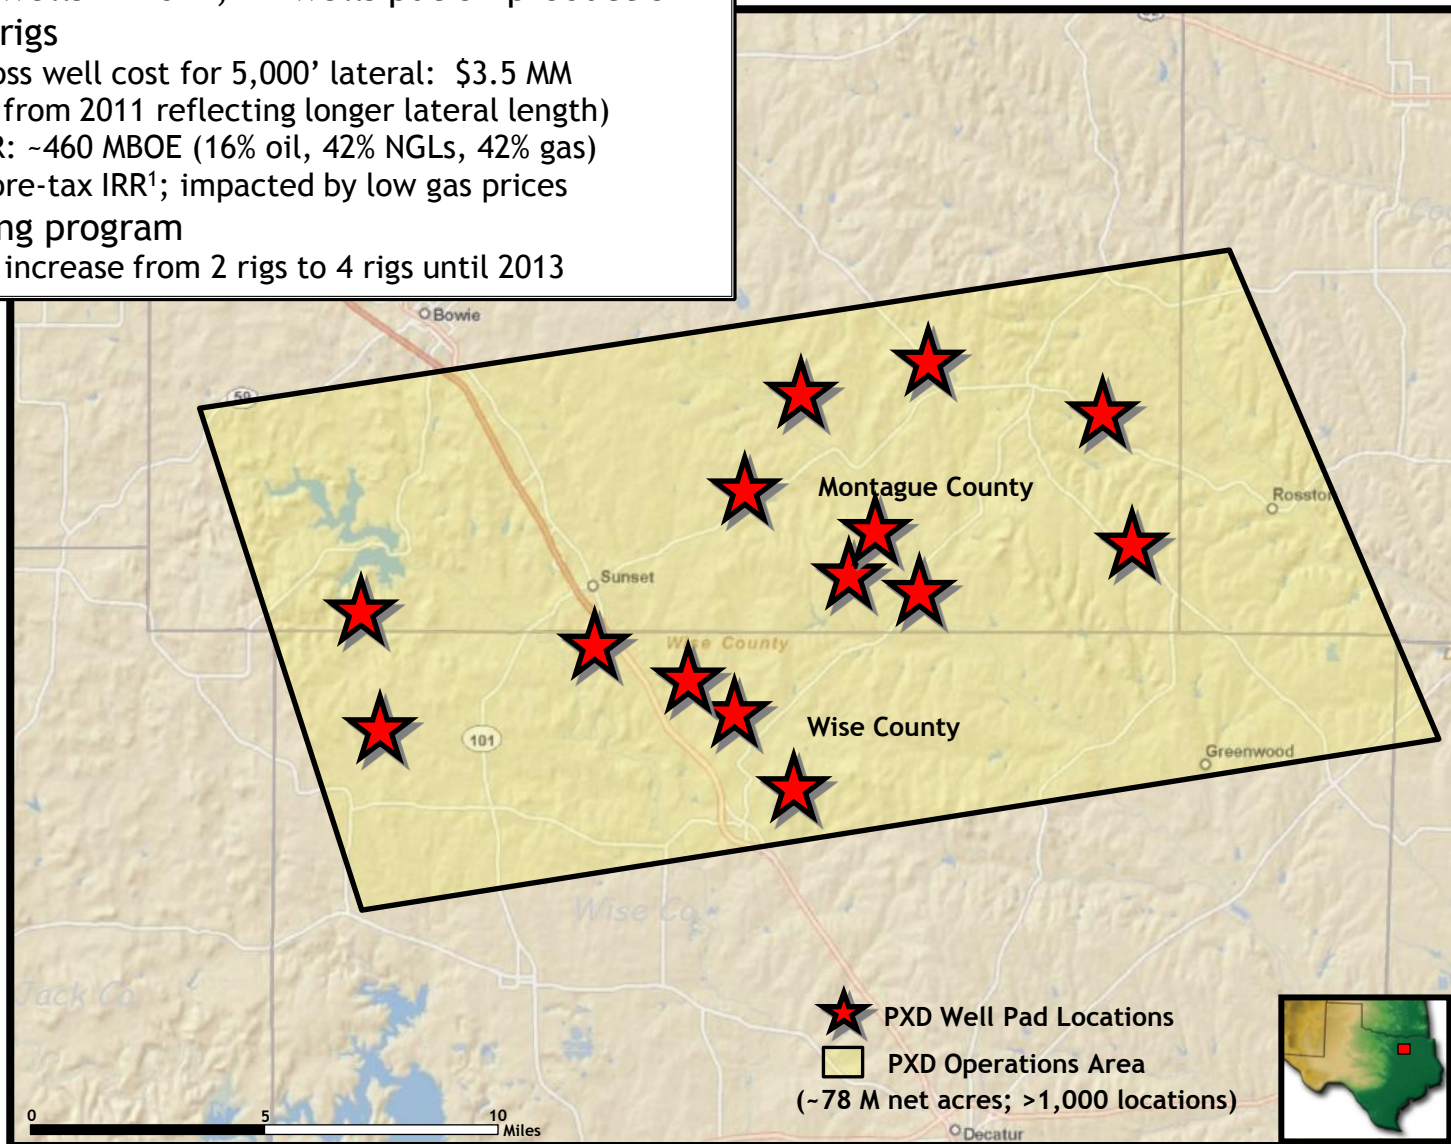 rigs
oss well cost for 5,000’ lateral: $3.5 MM
from 2011 reflecting longer lateral length)
R: ~460 MBOE (16% oil, 42% NGLs, 42% gas)
pre-tax IRR¹; impacted by low gas prices
ng program
increase from 2 rigs to 4 rigs until 2013
Bowie
59
Montague County
Rosston
Sunset
Wise County
101
Wise County
Greenwood
Wise Co.
Jack Co
PXD Well Pad Locations
PXD Operations Area
(~78 M net acres; >1,000 locations)
0 5 10
Miles
Decatur